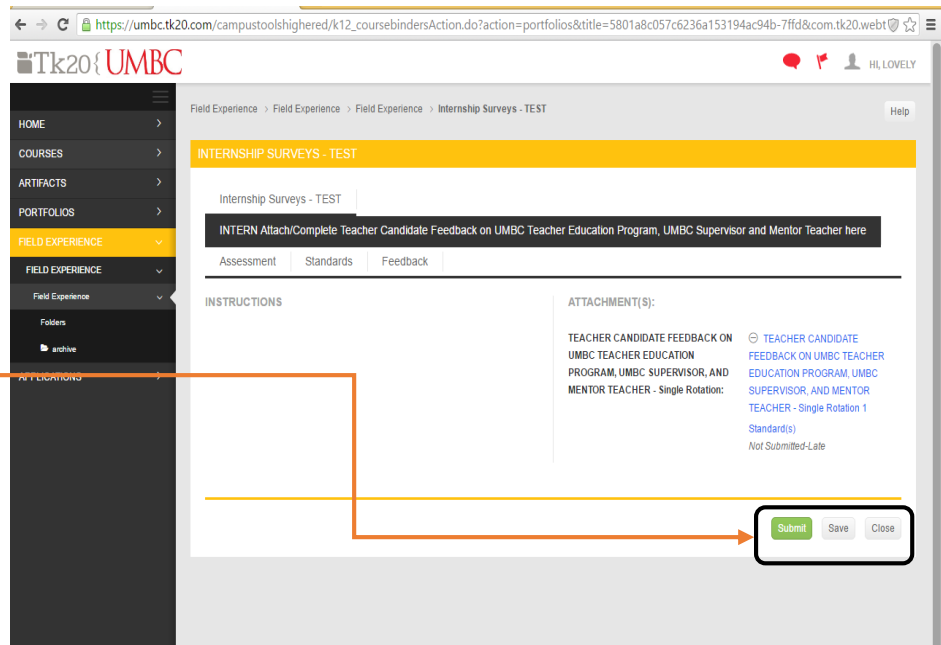 https://umbc.tk20.com/campustoolshighered/k12_coursebindersAction.do?action=portfolios&title=5801a8c057c6236a153194ac94b-7ffd&com.tk20.webt
Tk20{UMBC
HI, LOVELY
Field Experience > Field Experience > Field Experience > Internship Surveys - TEST
Help
HOME
COURSES
ARTIFACTS
PORTFOLIOS
FIELD EXPERIENCE
FIELD EXPERIENCE
Field Experience
Folders
archive
APPLICATIONS
INTERNSHIP SURVEYS - TEST
Internship Surveys - TEST
INTERN Attach/Complete Teacher Candidate Feedback on UMBC Teacher Education Program, UMBC Supervisor and Mentor Teacher here
Assessment Standards Feedback
INSTRUCTIONS
ATTACHMENT(S):
TEACHER CANDIDATE FEEDBACK ON
UMBC TEACHER EDUCATION
PROGRAM, UMBC SUPERVISOR, AND
MENTOR TEACHER - Single Rotation:
TEACHER CANDIDATE
FEEDBACK ON UMBC TEACHER
EDUCATION PROGRAM, UMBC
SUPERVISOR, AND MENTOR
TEACHER - Single Rotation 1
Standard(s)
Not Submitted-Late
Submit Save Close